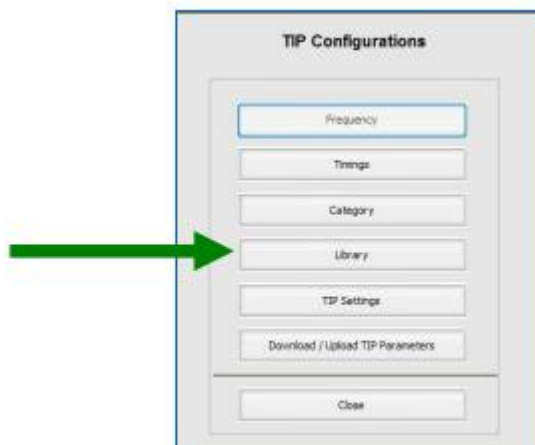 TIP Configurations
Frequency
Timings
Category
Library
TIP Settings
Download / Upload TIP Parameters
Close